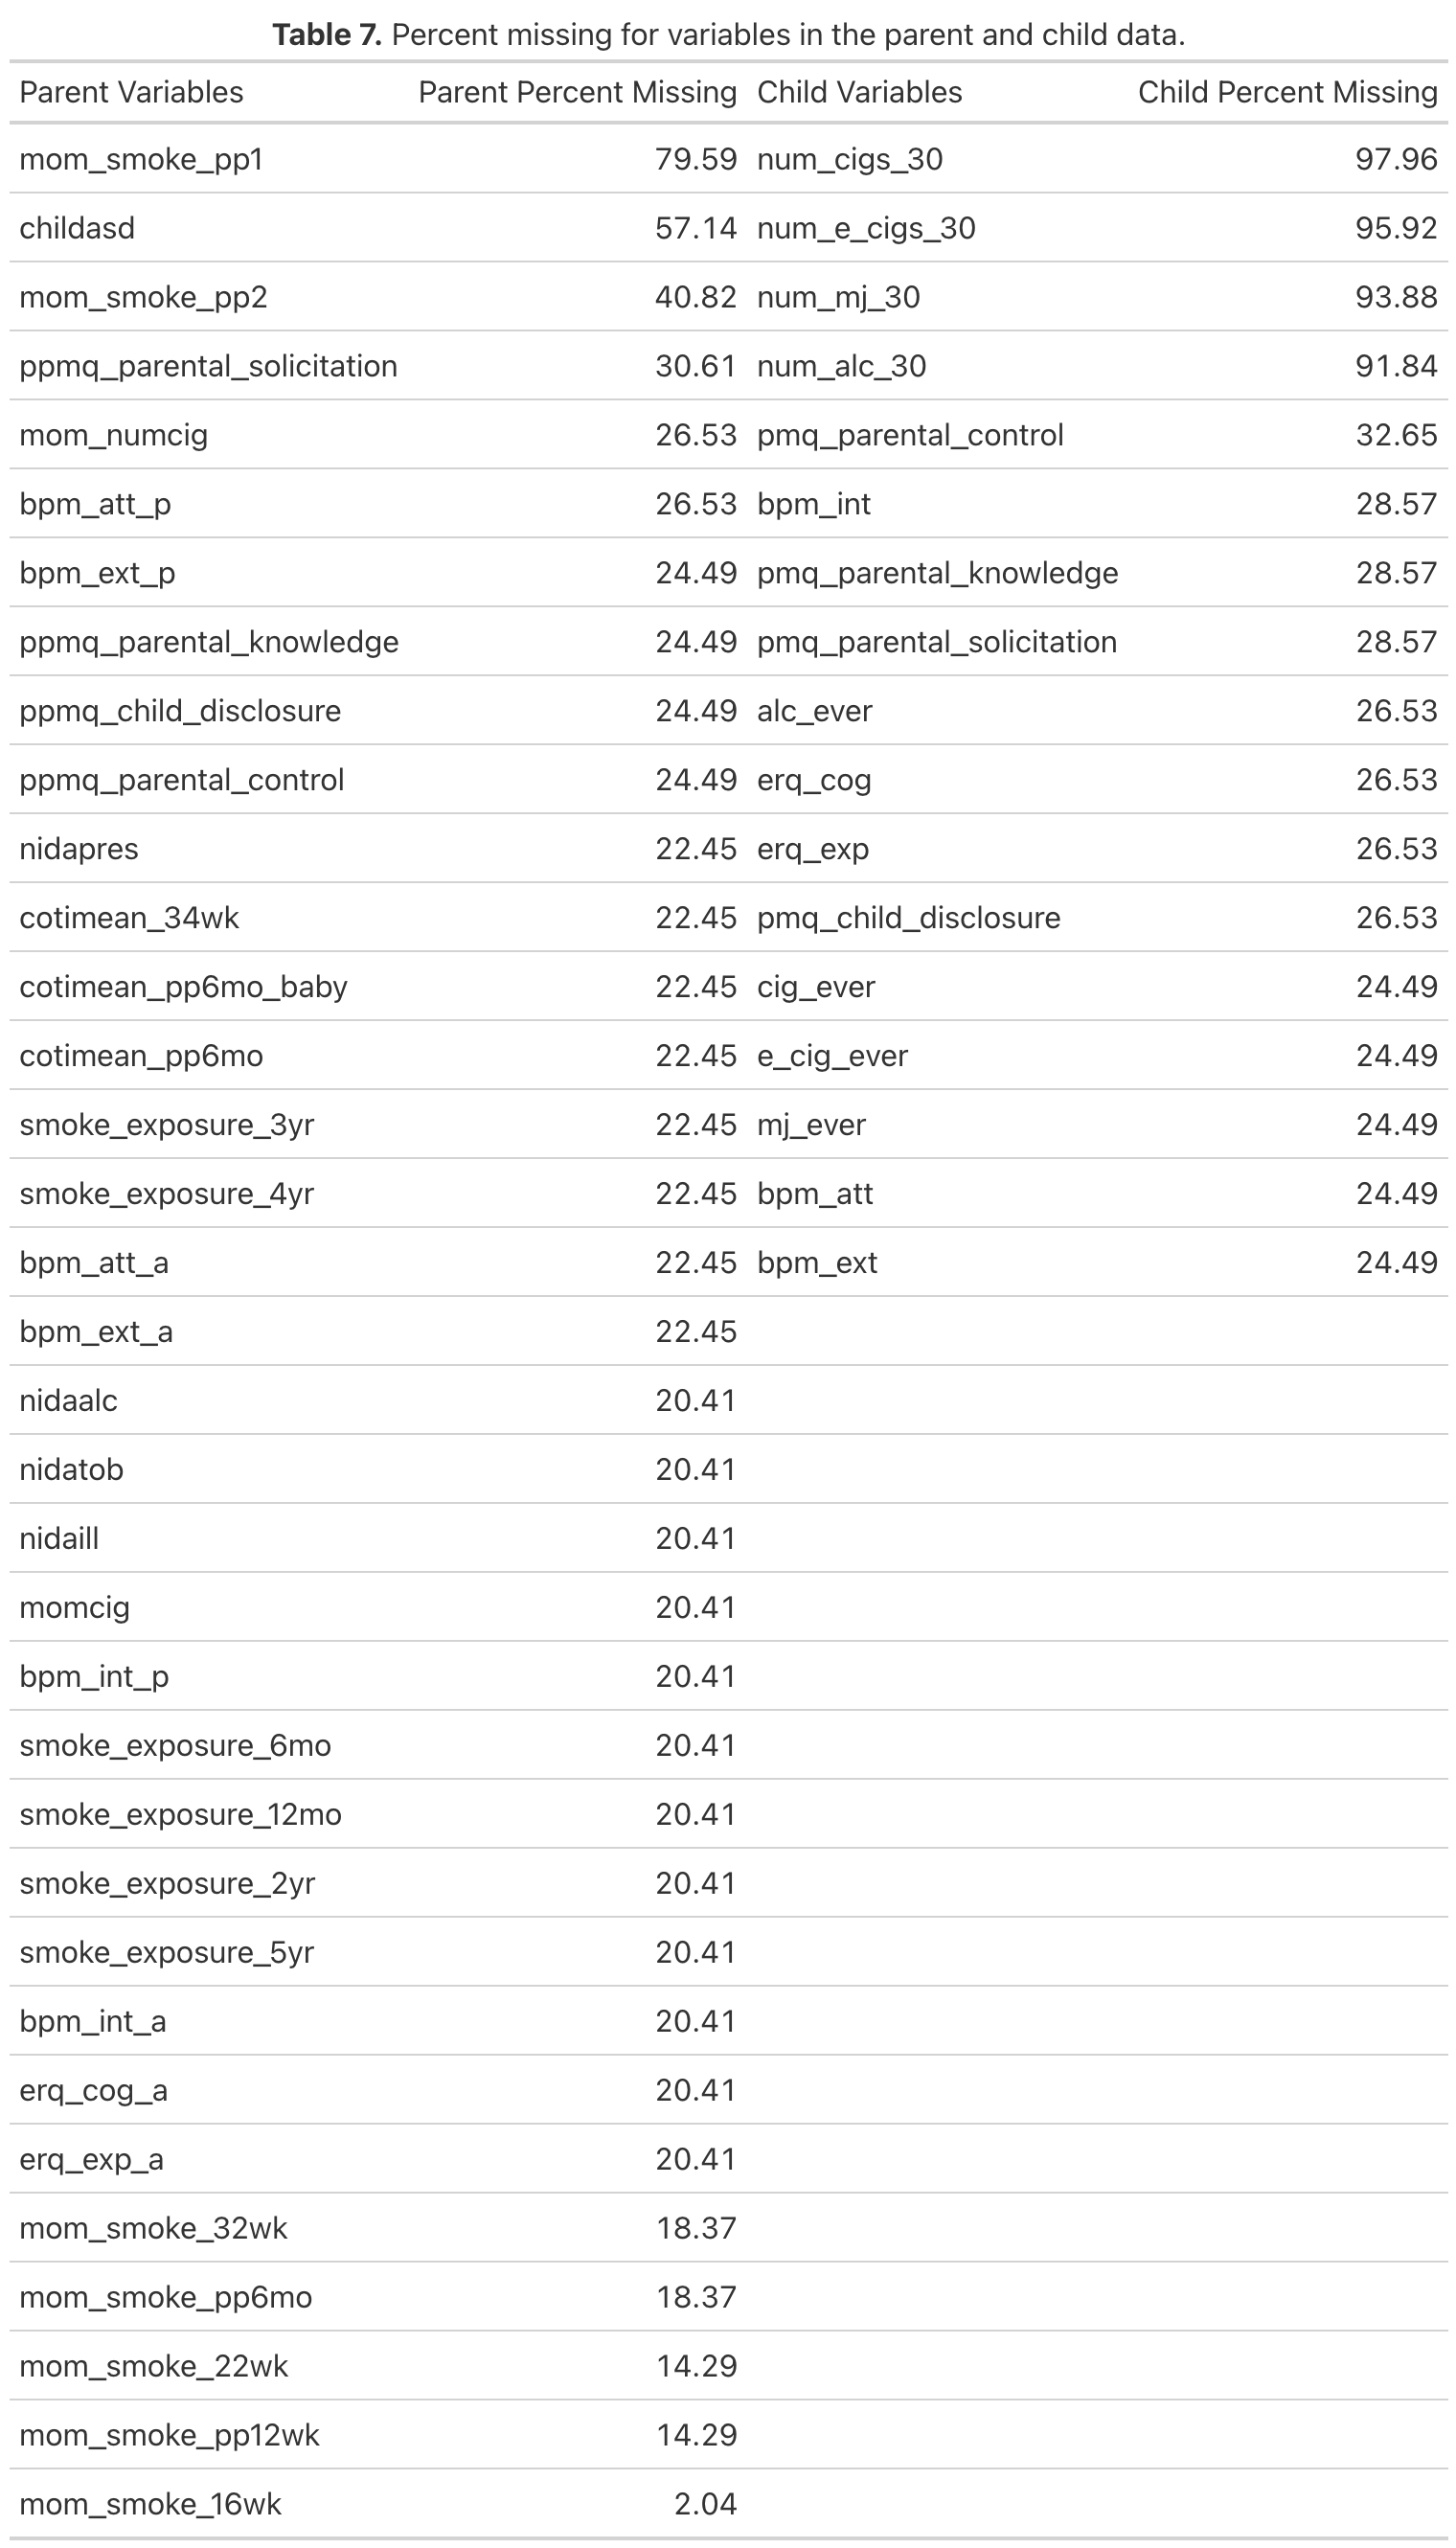 Table 7. Percent missing for variables in the parent and child data.
Parent Variables Parent Percent Missing Child Variables Child Percent Missing
mom_smoke_pp1 79.59 num_cigs_30 97.96
childasd 57.14 num_e_cigs_30 95.92
mom_smoke_pp2 40.82 num_mj_30 93.88
ppmq_parental_solicitation 30.61 num_alc_30 91.84
mom_numcig 26.53 pmq_parental_control 32.65
bpm_att_p 26.53 bpm_int 28.57
bpm_ext_p 24.49 pmq_parental_knowledge 28.57
ppmq_parental_knowledge 24.49 pmq_parental_solicitation 28.57
ppmq_child_disclosure 24.49 alc_ever 26.53
ppmq_parental_control 24.49 erq_cog 26.53
nidapres 22.45 erq_exp 26.53
cotimean_34wk 22.45 pmq_child_disclosure 26.53
cotimean_pp6mo_baby 22.45 cig_ever 24.49
cotimean_pp6mo 22.45 e_cig_ever 24.49
smoke_exposure_3yr 22.45 mj_ever 24.49
smoke_exposure_4yr 22.45 bpm_att 24.49
bpm_att_a 22.45 bpm_ext 24.49
bpm_ext_a 22.45
nidaalc 20.41
nidatob 20.41
nidaill 20.41
momcig 20.41
bpm_int_p 20.41
smoke_exposure_6mo 20.41
smoke_exposure_12mo 20.41
smoke_exposure_2yr 20.41
smoke_exposure_5yr 20.41
bpm_int_a 20.41
erq_cog_a 20.41
erq_exp_a 20.41
mom_smoke_32wk 18.37
mom_smoke_pp6mo 18.37
mom_smoke_22wk 14.29
mom_smoke_pp12wk 14.29
mom_smoke_16wk 2.04